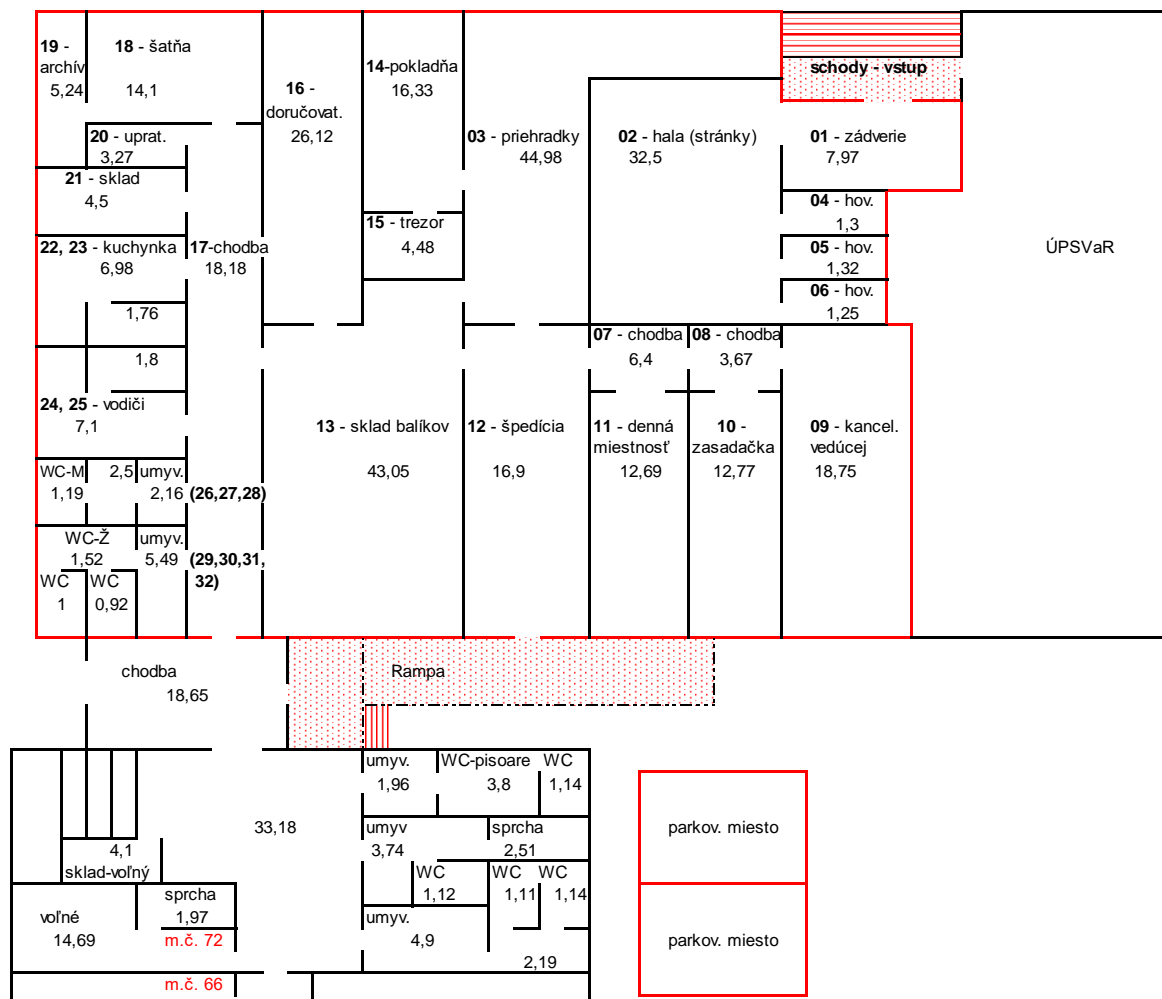 19 -
archív
5,24
18 - šatňa
14,1
16 -
doručovat.
26,12
14-pokladňa
16,33
schody - vstup
20 - uprat.
3,27
03 - priehradky
44,98
02 - hala (stránky)
32,5
01 - zádverie
7,97
21 - sklad
4,5
04 - hov.
1,3
15 - trezor
4,48
22, 23 - kuchynka
6,98
17-chodba
18,18
05 - hov.
1,32
ÚPSVaR
06 - hov.
1,25
1,76
1,8
07 - chodba
6,4
08 - chodba
3,67
24, 25 - vodiči
7,1
13 - sklad balíkov
43,05
12 - špedícia
16,9
11 - denná
miestnosť
12,69
10 -
zasadačka
12,77
09 - kancel.
vedúcej
18,75
WC-M
1,19
2,5
umyv.
2,16
(26,27,28)
WC-Ž
1,52
umyv.
5,49
(29,30,31,
32)
WC
1
WC
0,92
chodba
18,65
Rampa
umyv.
1,96
WC-pisoare
3,8
WC
1,14
33,18
umyv
3,74
sprcha
2,51
parkov. miesto
4,1
sklad-voľný
WC
1,12
WC
1,11
WC
1,14
sprcha
1,97
voľné
14,69
m.č. 72
umyv.
4,9
2,19
parkov. miesto
m.č. 66